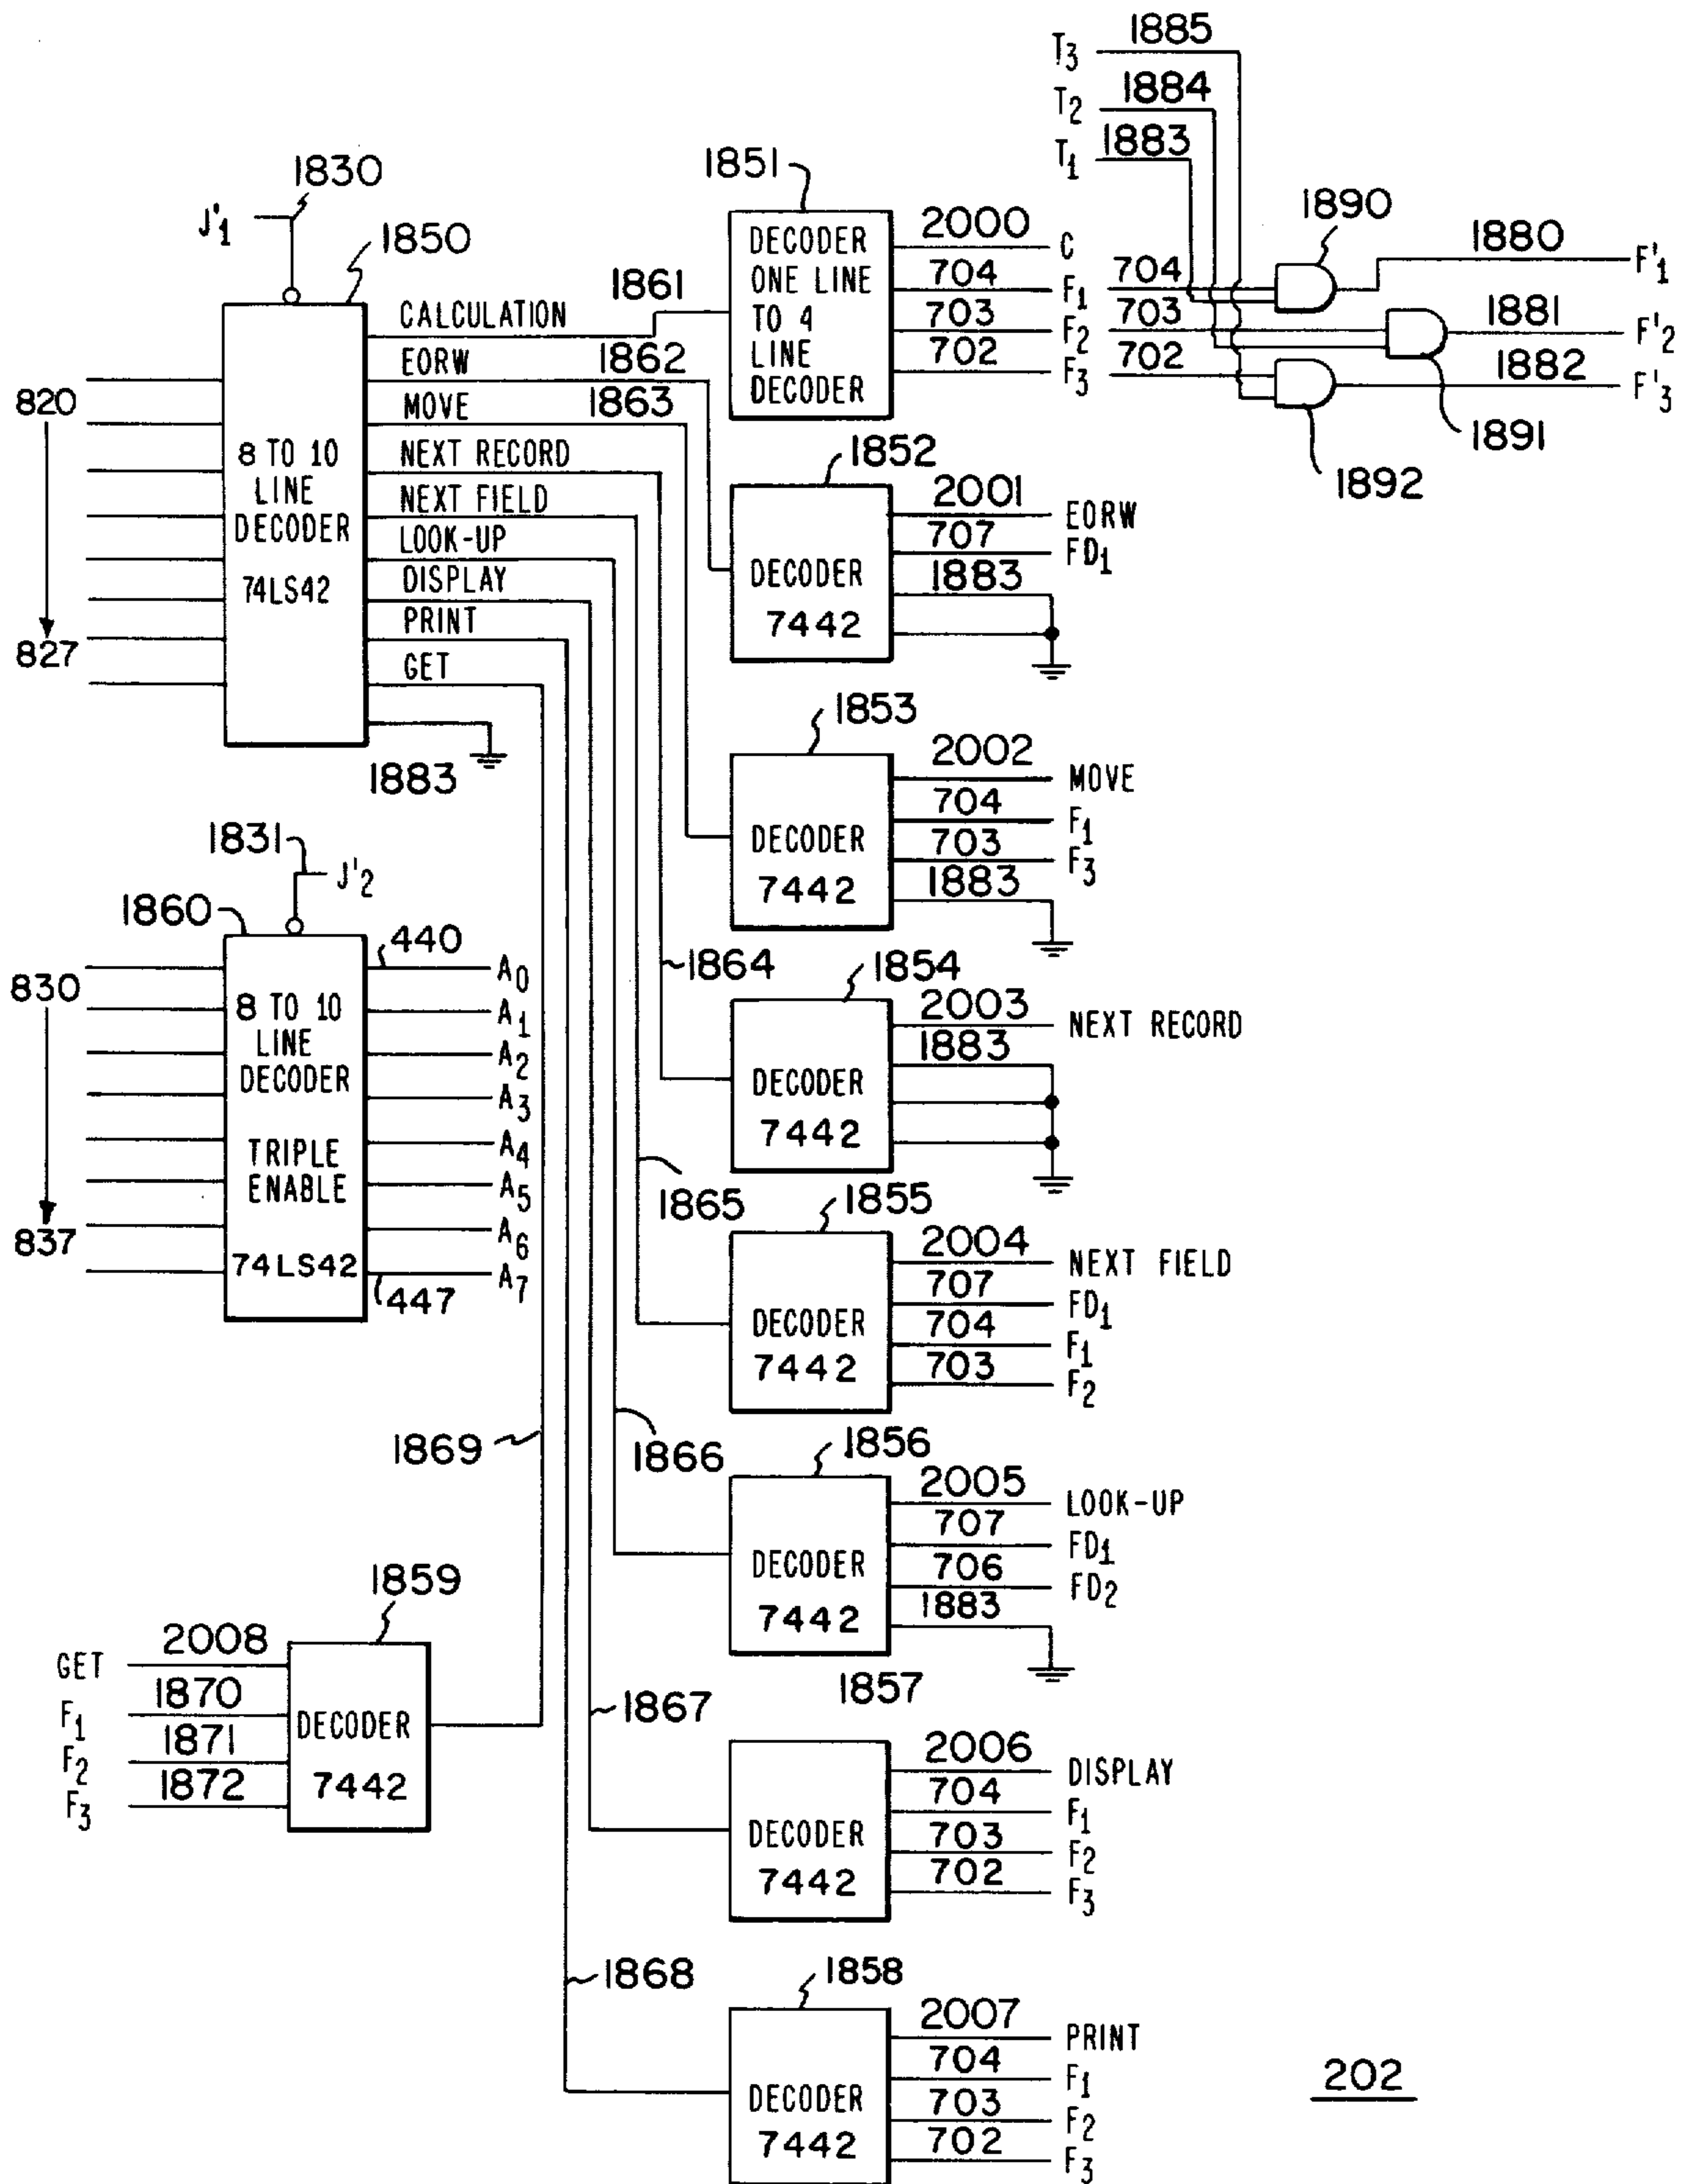 T3 1885
T2 1884
T1 1883
1830
J'1
1850
820
827
8 TO 10
LINE
DECODER
74LS42
CALCULATION 1861
EORW 1862
MOVE 1863
NEXT RECORD
NEXT FIELD
LOOK-UP
DISPLAY
PRINT
GET
1883
1851
DECODER
ONE LINE
TO 4
LINE
DECODER
2000 C
704 F1
703 F2
702 F3
704
703
702
1890
1891
1892
1880 F'1
1881 F'2
1882 F'3
1852
DECODER
7442
2001 EORW
707 FD1
1883
1853
DECODER
7442
2002 MOVE
704 F1
703 F3
1883
1831
J'2
1860
830
837
8 TO 10
LINE
DECODER
TRIPLE
ENABLE
74LS42
440 A0
A1
A2
A3
A4
A5
A6
447 A7
1864
1854
DECODER
7442
2003 NEXT RECORD
1883
1865
1855
DECODER
7442
2004 NEXT FIELD
707 FD1
704 F1
703 F2
1869
1866
1856
DECODER
7442
2005 LOOK-UP
707 FD1
706 FD2
1883
1859
GET 2008
F1 1870
F2 1871
F3 1872
DECODER
7442
1867
1857
DECODER
7442
2006 DISPLAY
704 F1
703 F2
702 F3
1868
1858
DECODER
7442
2007 PRINT
704 F1
703 F2
702 F3
202